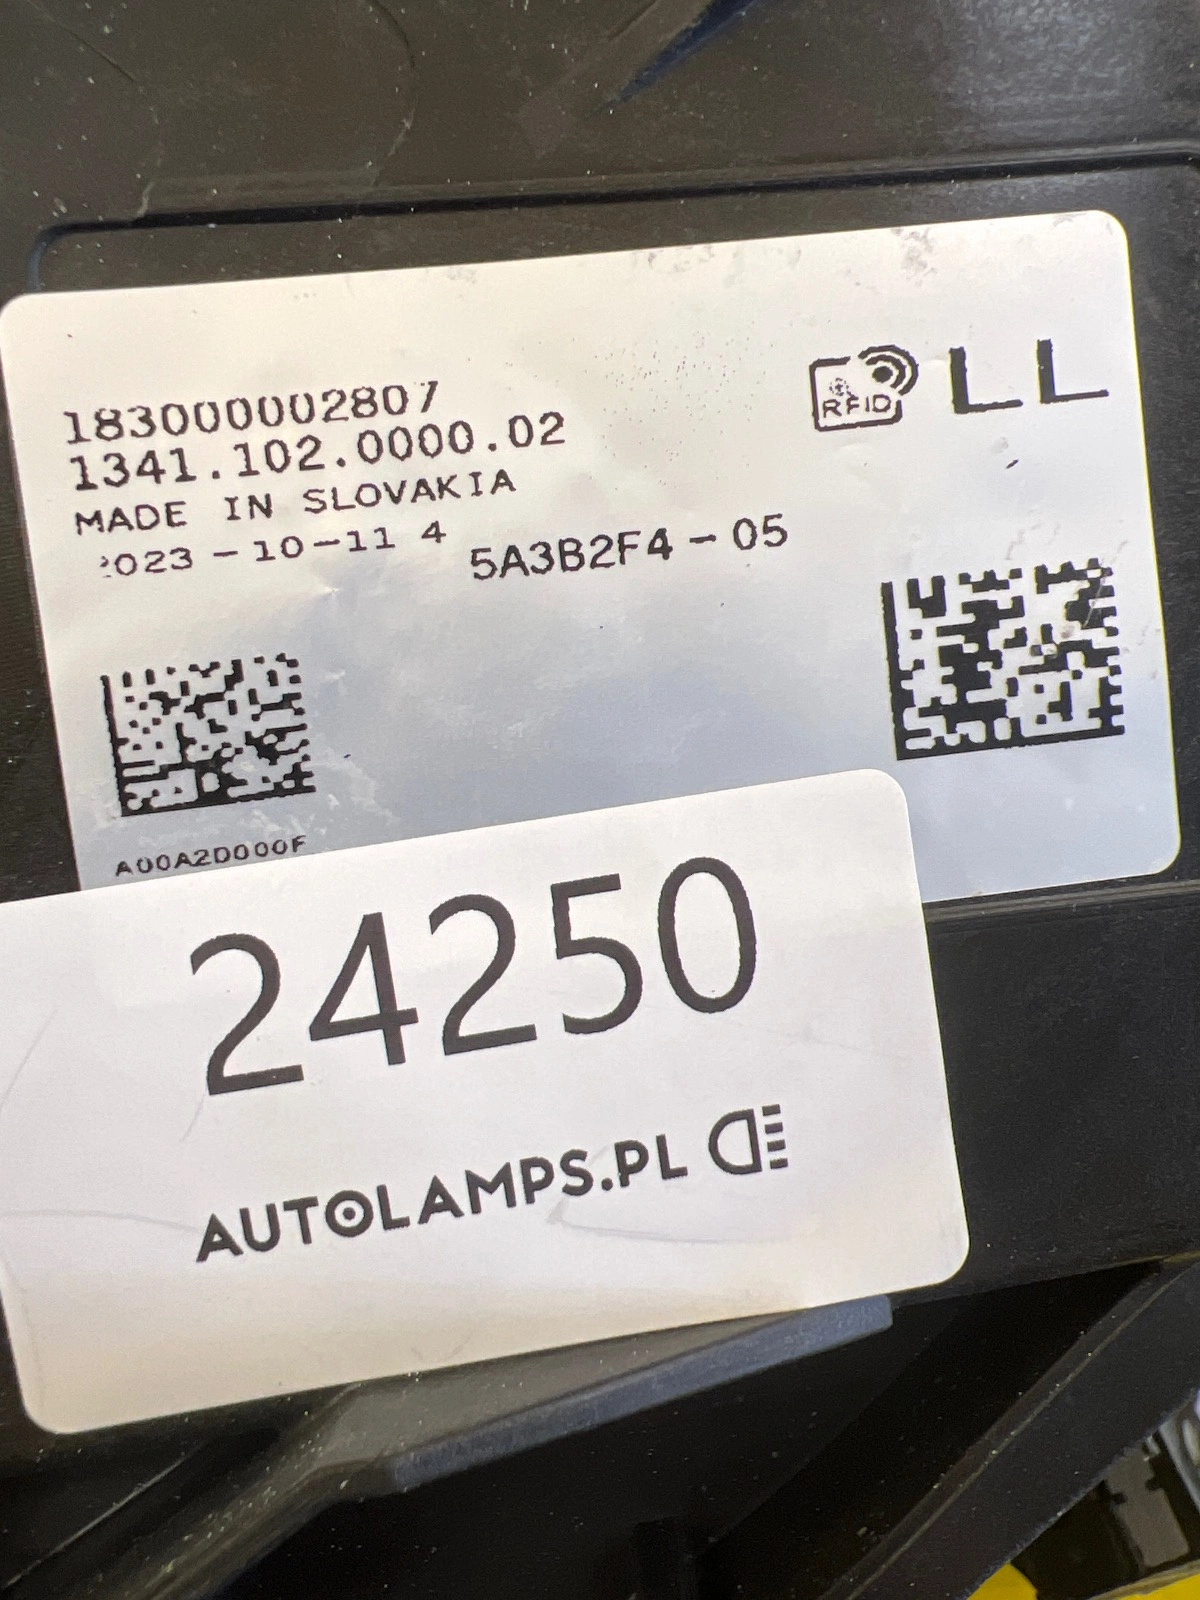 183000002807
1341.102.0000.02
MADE IN SLOVAKIA
2023-10-11 4
5A3B2F4-05
RFID
LL
A00A2D000F
24250
AUTOLAMPS.PL